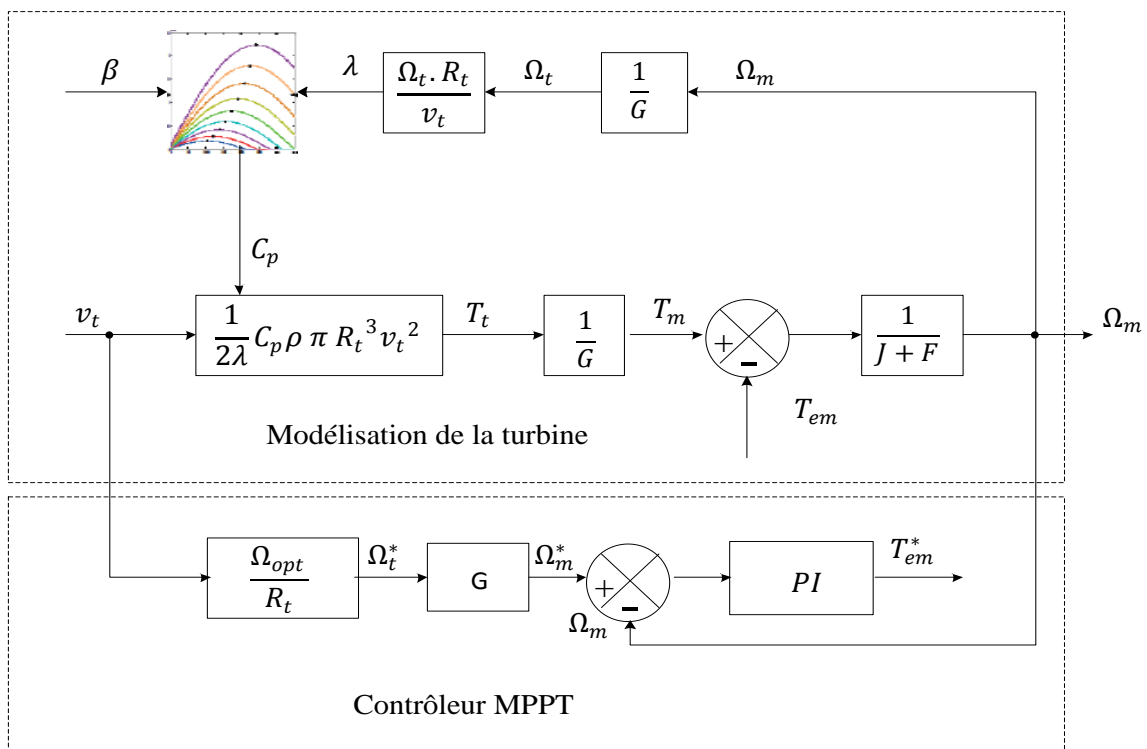 β
λ
Ω_t . R_t / v_t
Ω_t
1 / G
Ω_m
C_p
v_t
1 / 2λ C_p ρ π R_t^3 v_t^2
T_t
1 / G
T_m
+
−
1 / J + F
Ω_m
T_em
Modélisation de la turbine
Ω_opt / R_t
Ω_t^*
G
Ω_m^*
+
−
Ω_m
PI
T_em^*
Contrôleur MPPT